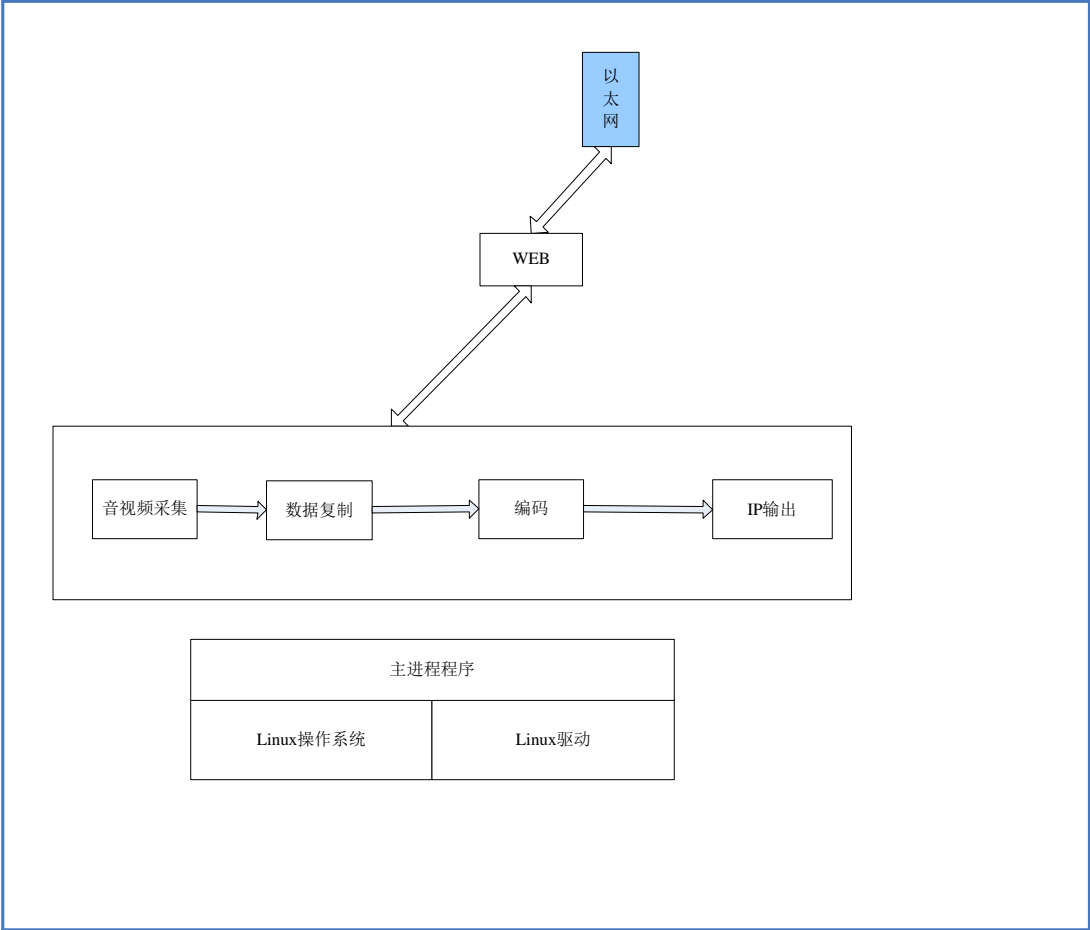 以
太
网
WEB
音视频采集
数据复制
编码
IP输出
主进程程序
Linux操作系统
Linux驱动